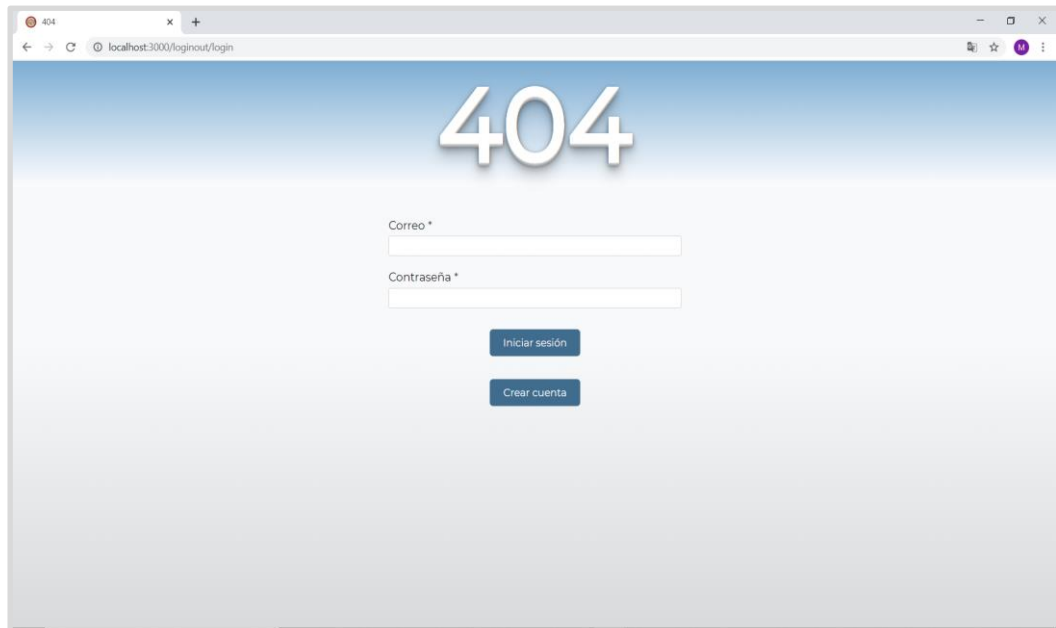 404
localhost:3000/loginout/login
M
404
Correo *
Contraseña *
Iniciar sesión
Crear cuenta